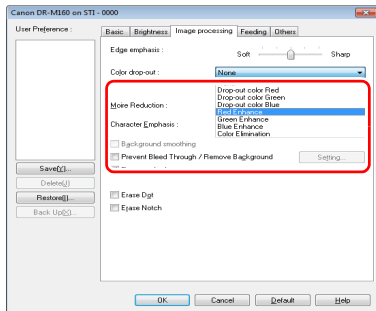 Canon DR-M160 on STI - 0000
User Preference :
Basic Brightness Image processing Feeding Others
Edge emphasis :
Soft Sharp
Color drop-out :
None
Drop-out color Red
Drop-out color Green
Drop-out color Blue
Moire Reduction :
Red Enhance
Green Enhance
Character Emphasis :
Blue Enhance
Color Elimination
Background smoothing
Prevent Bleed Through / Remove Background
Setting...
Save(Y)...
Delete(J)
Restore(I)...
Back Up(X)...
Erase Dot
Erase Notch
OK Cancel Default Help